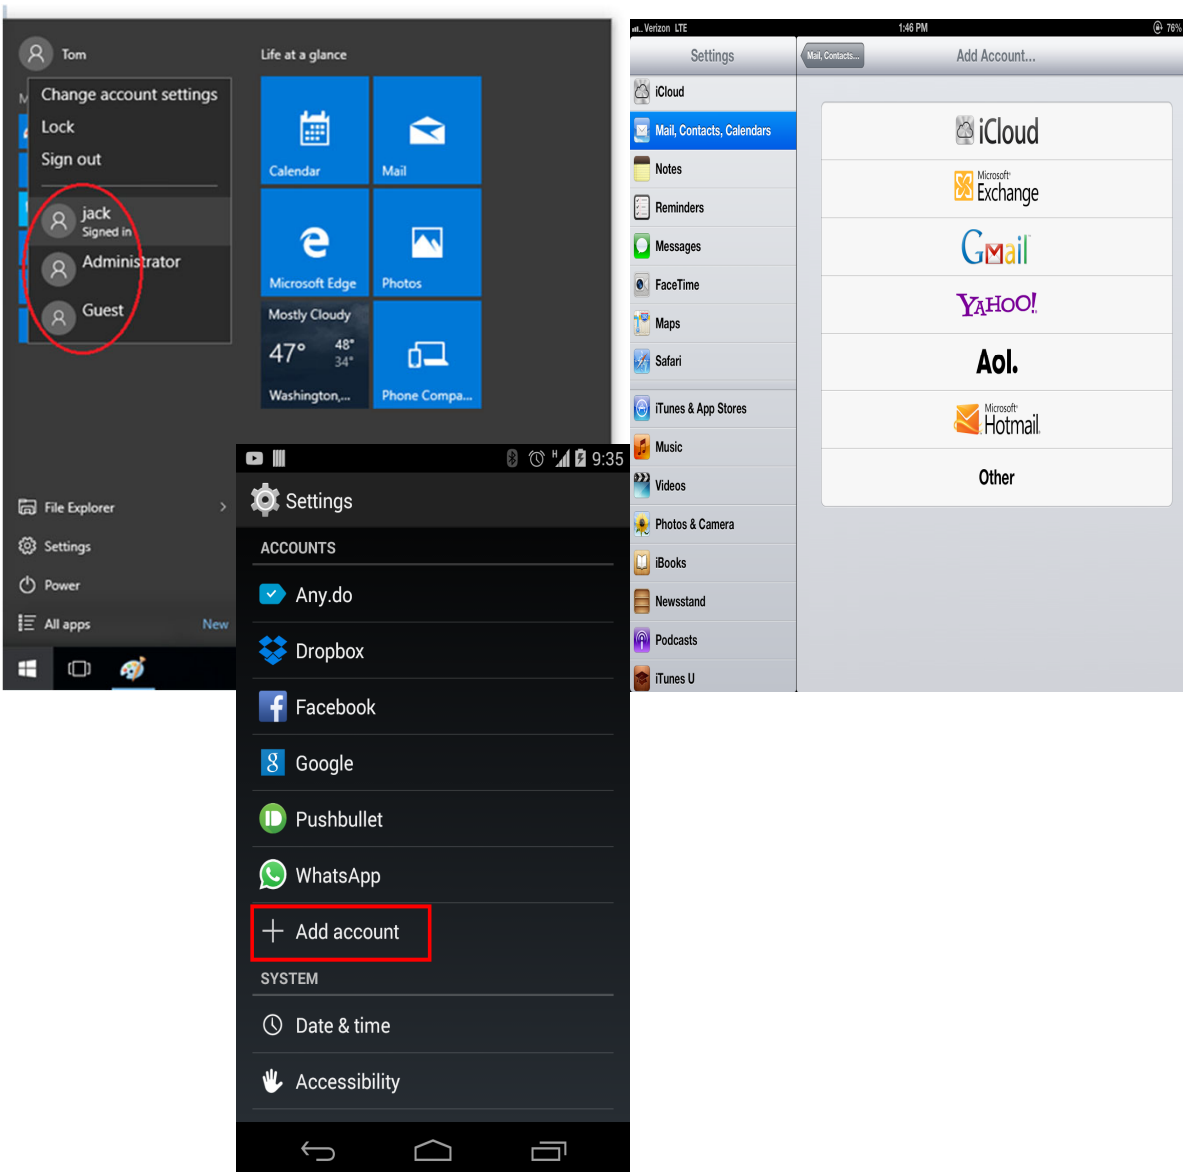 Tom
Change account settings
Lock
Sign out
jack
Signed in
Administrator
Guest
Life at a glance
Calendar
Mail
Microsoft Edge
Photos
Mostly Cloudy
47°
48°
34°
Washington,...
Phone Compa...
File Explorer
Settings
Power
All apps
New
Verizon LTE
1:46 PM
76%
Settings
iCloud
Mail, Contacts, Calendars
Notes
Reminders
Messages
FaceTime
Maps
Safari
iTunes & App Stores
Music
Videos
Photos & Camera
iBooks
Newsstand
Podcasts
iTunes U
Mail, Contacts...
Add Account...
iCloud
Microsoft
Exchange
Gmail
YAHOO!
Aol.
Microsoft
Hotmail
Other
H
9:35
Settings
ACCOUNTS
Any.do
Dropbox
Facebook
Google
Pushbullet
WhatsApp
Add account
SYSTEM
Date & time
Accessibility